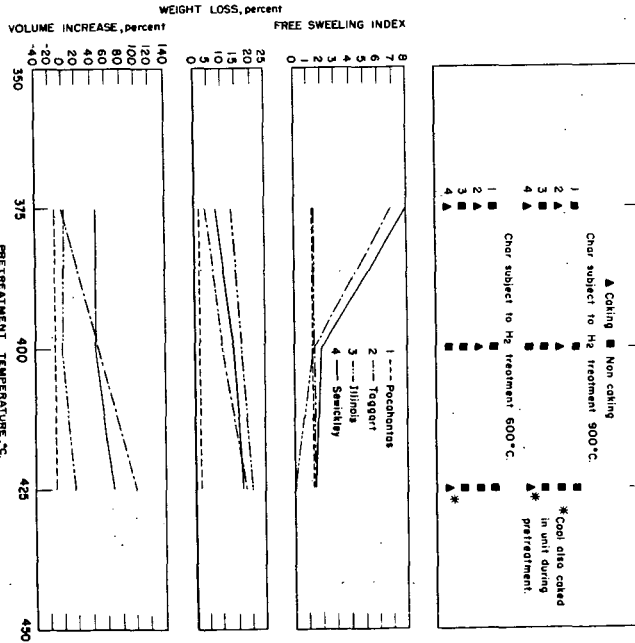 WEIGHT LOSS, percent
VOLUME INCREASE, percent
FREE SWEELING INDEX
▲ Caking ■ Non caking
Char subject to H2 treatment 900°C.
1 ■ ■ ■
2 ▲ ▲ ■
3 ■ ■ ■
4 ▲ ■ ▲*
*Coal also caked
in unit during
pretreatment.
Char subject to H2 treatment 600°C.
1 ■ ■ ■
2 ▲ ▲ ■
3 ■ ■ ■
4 ▲ ■ ▲*
8
7
6
5
4
3
2
1
0
1 ---- Pocahantas
2 —— Taggart
3 —--— Illinois
4 —— Sewickley
25
20
15
10
5
0
140
120
100
80
60
40
20
0
-20
-40
350 375 400 425 450
PRETREATMENT TEMPERATURE, °C.